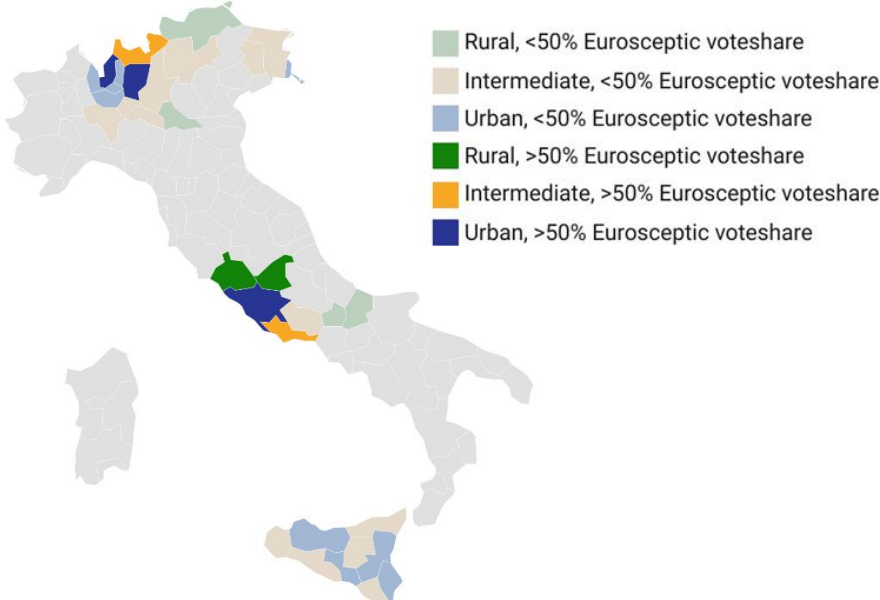 Rural, <50% Eurosceptic voteshare
Intermediate, <50% Eurosceptic voteshare
Urban, <50% Eurosceptic voteshare
Rural, >50% Eurosceptic voteshare
Intermediate, >50% Eurosceptic voteshare
Urban, >50% Eurosceptic voteshare